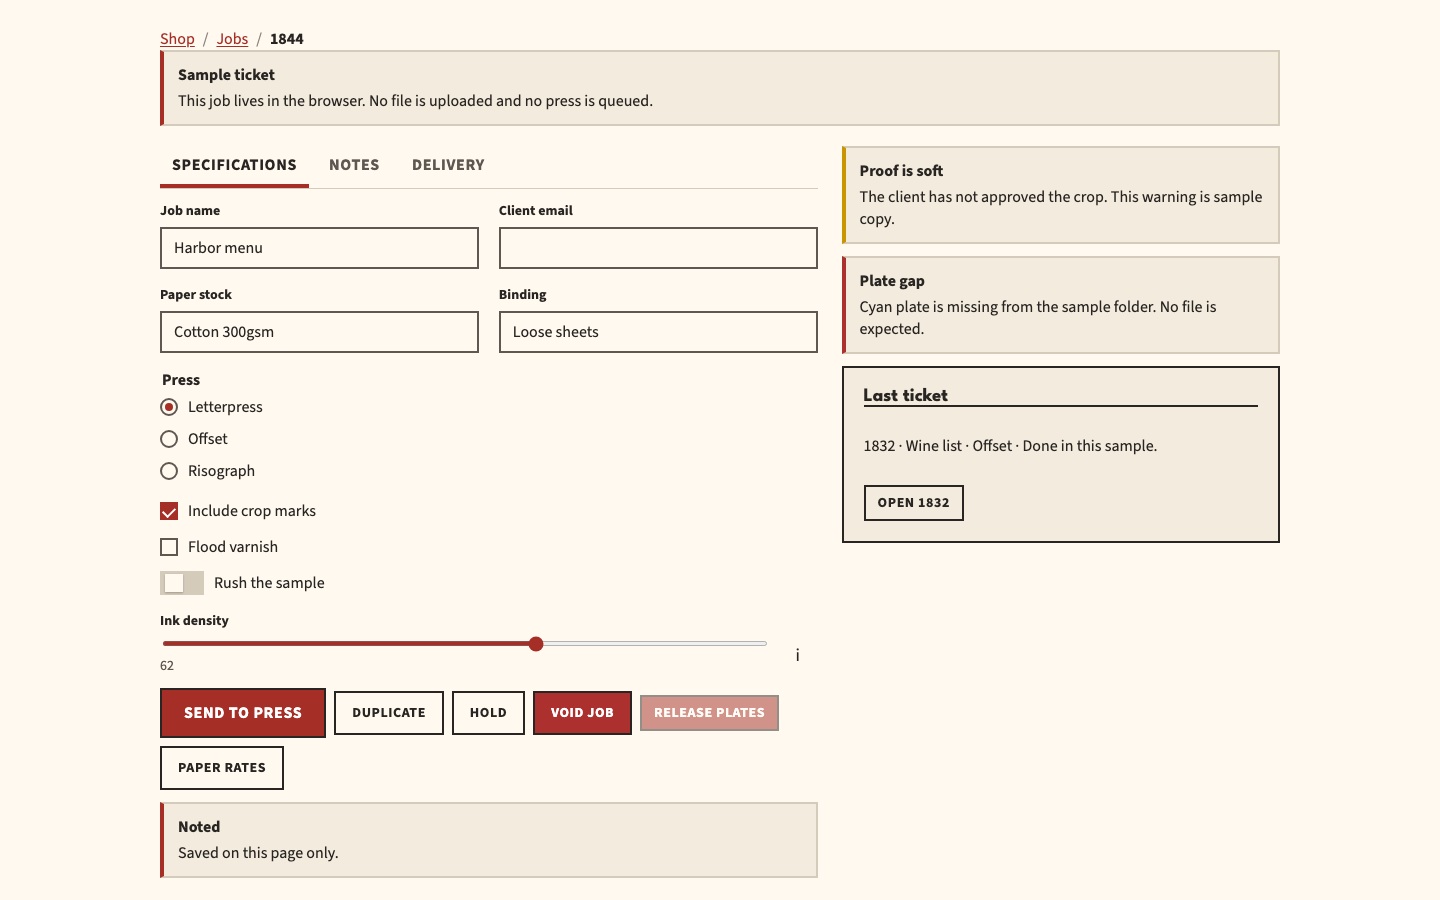 Shop / Jobs / 1844
Sample ticket
This job lives in the browser. No file is uploaded and no press is queued.
SPECIFICATIONS NOTES DELIVERY
Job name
Harbor menu
Client email
Paper stock
Cotton 300gsm
Binding
Loose sheets
Press
Letterpress
Offset
Risograph
Include crop marks
Flood varnish
Rush the sample
Ink density
62
i
SEND TO PRESS DUPLICATE HOLD VOID JOB RELEASE PLATES
PAPER RATES
Noted
Saved on this page only.
Proof is soft
The client has not approved the crop. This warning is sample
copy.
Plate gap
Cyan plate is missing from the sample folder. No file is
expected.
Last ticket
1832 · Wine list · Offset · Done in this sample.
OPEN 1832